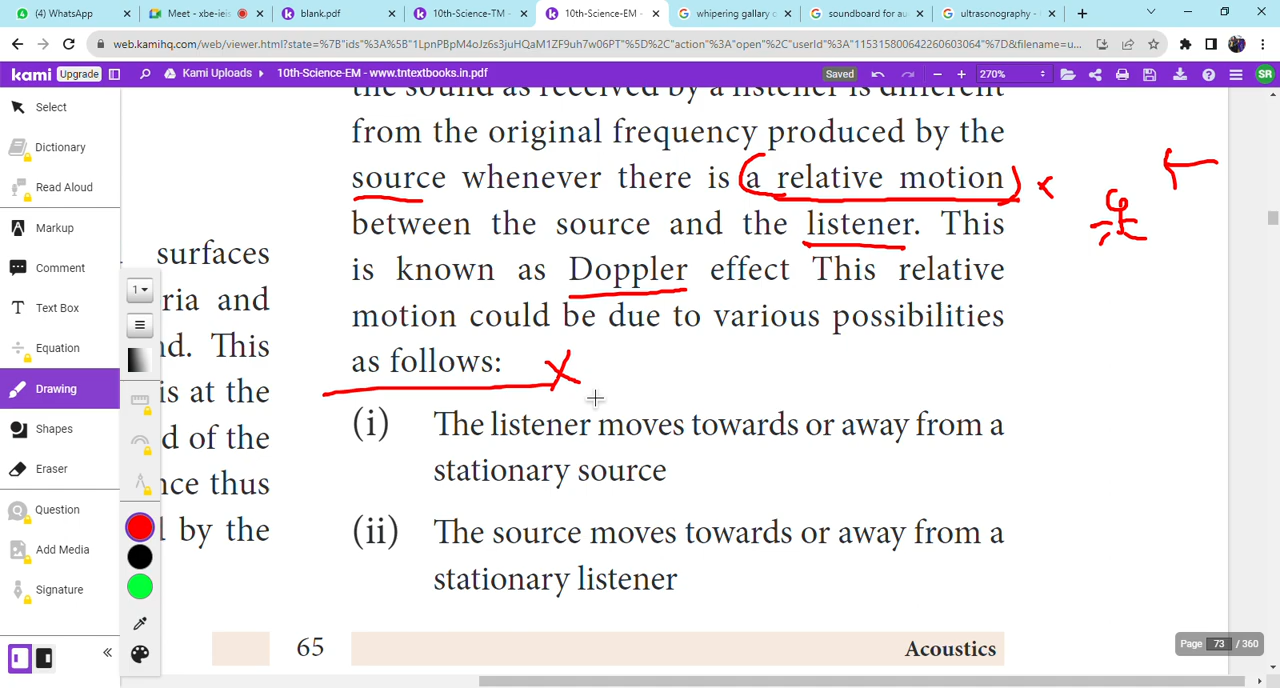 (4) WhatsApp
Meet - xbe-ieis
blank.pdf
10th-Science-TM -
10th-Science-EM -
whipering gallary c
soundboard for au
ultrasonography -
web.kamihq.com/web/viewer.html?state=%7B"ids"%3A%5B"1LpnPBpM4oJz6s3juHQaM1ZF9uh7w06PT"%5D%2C"action"%3A"open"%2C"userId"%3A"115315800642260603064"%7D&filename=u...
kami Upgrade Kami Uploads 10th-Science-EM - www.tntextbooks.in.pdf Saved 270% SR
Select
Dictionary
Read Aloud
Markup
Comment
Text Box
Equation
Drawing
Shapes
Eraser
Question
Add Media
Signature
1
surfaces
ria and
nd. This
is at the
d of the
nce thus
by the
the sound as received by a listener is different
from the original frequency produced by the
source whenever there is a relative motion
between the source and the listener. This
is known as Doppler effect This relative
motion could be due to various possibilities
as follows:
(i) The listener moves towards or away from a
stationary source
(ii) The source moves towards or away from a
stationary listener
65
Acoustics
Page 73 / 360